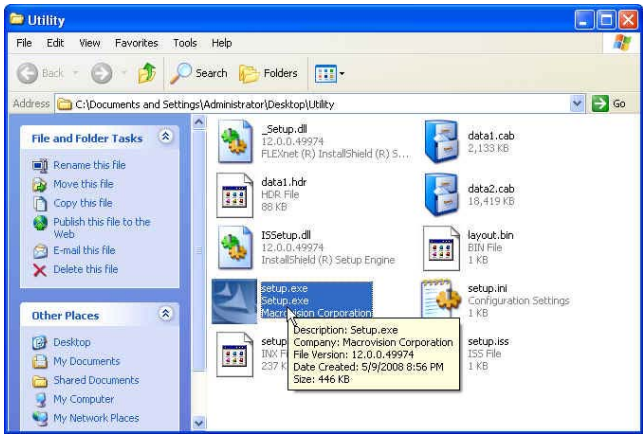 Utility
File Edit View Favorites Tools Help
Back Search Folders
Address C:\Documents and Settings\Administrator\Desktop\Utility Go
File and Folder Tasks
Rename this file
Move this file
Copy this file
Publish this file to the
Web
E-mail this file
Delete this file
Other Places
Desktop
My Documents
Shared Documents
My Computer
My Network Places
_Setup.dll
12.0.0.49974
FLEXnet (R) InstallShield (R) S...
data1.cab
2,133 KB
data1.hdr
HDR File
88 KB
data2.cab
18,419 KB
ISSetup.dll
12.0.0.49974
InstallShield (R) Setup Engine
layout.bin
BIN File
1 KB
setup.exe
Setup.exe
Macrovision Corporation
setup.ini
Configuration Settings
1 KB
setup
INX Fi
237 K
setup.iss
ISS File
1 KB
Description: Setup.exe
Company: Macrovision Corporation
File Version: 12.0.0.49974
Date Created: 5/9/2008 8:56 PM
Size: 446 KB